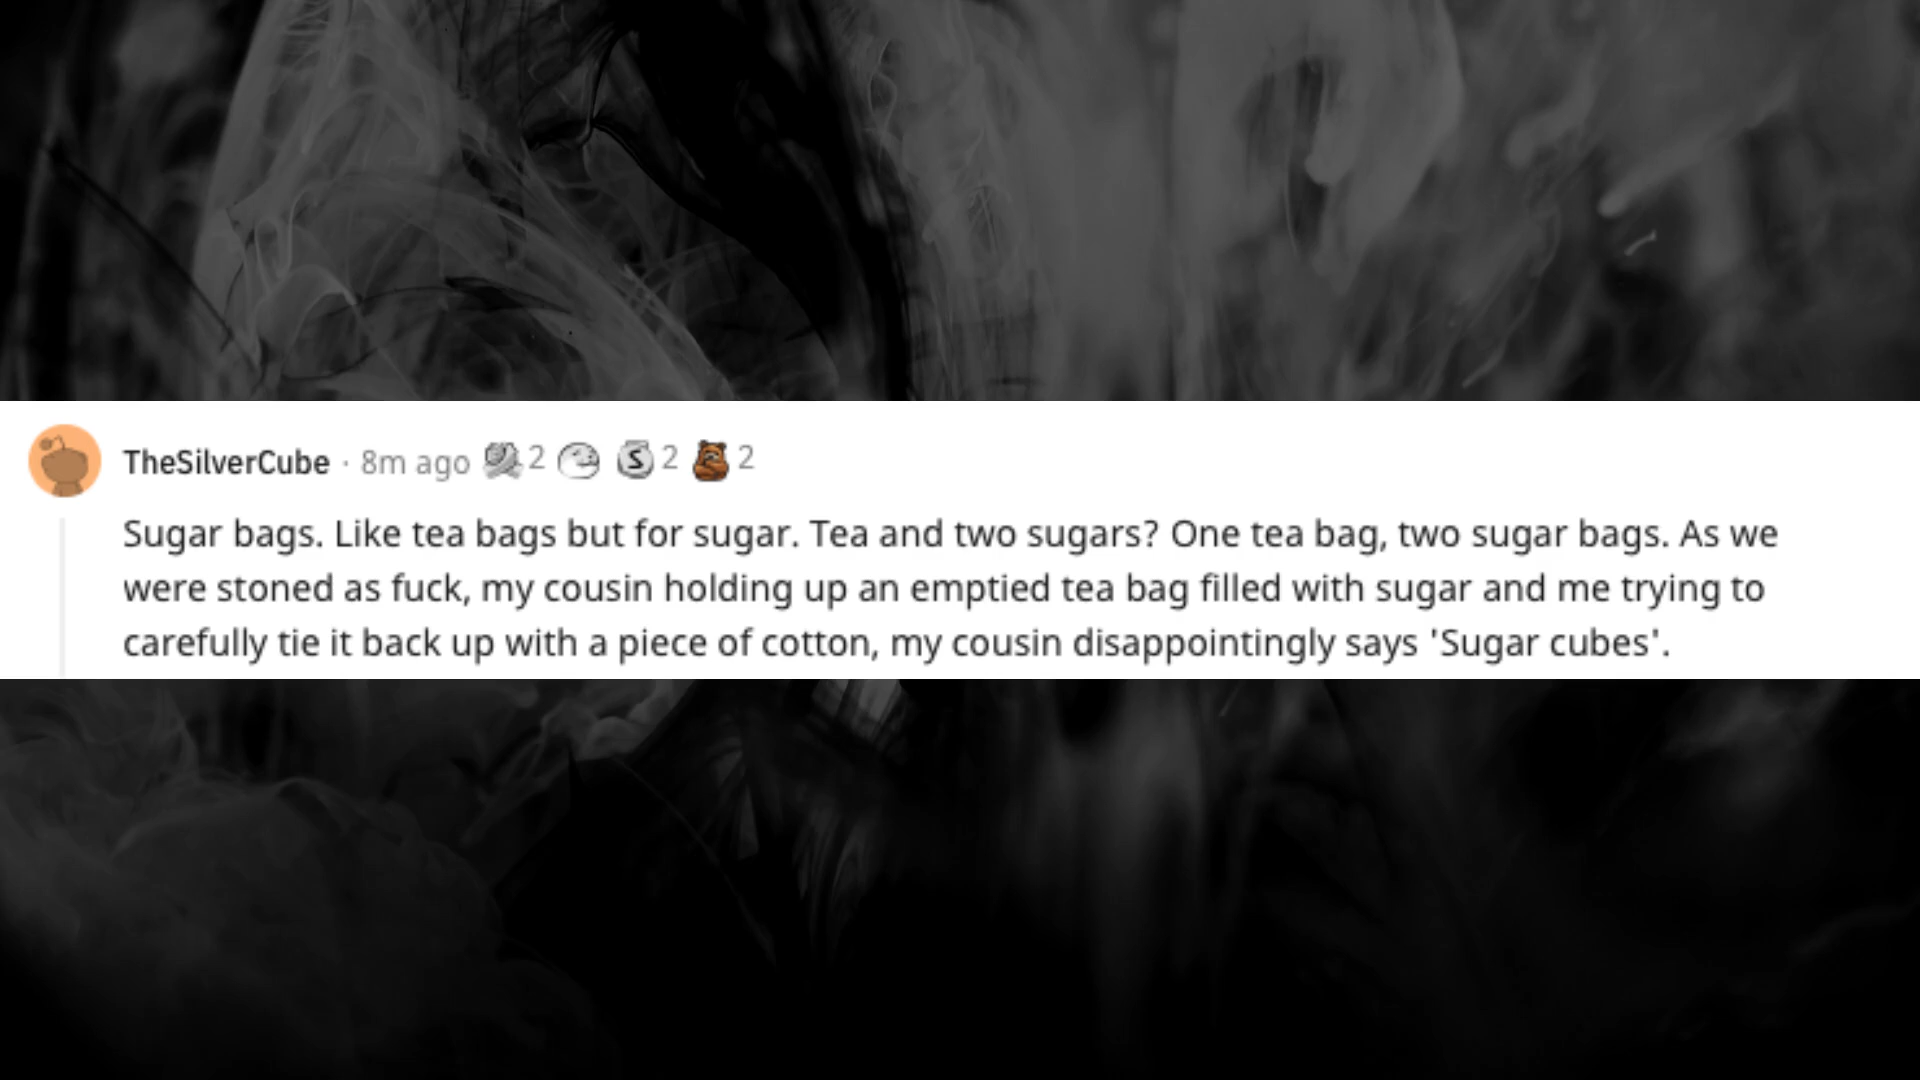 TheSilverCube · 8m ago 2 S 2 2
Sugar bags. Like tea bags but for sugar. Tea and two sugars? One tea bag, two sugar bags. As we
were stoned as fuck, my cousin holding up an emptied tea bag filled with sugar and me trying to
carefully tie it back up with a piece of cotton, my cousin disappointingly says 'Sugar cubes'.